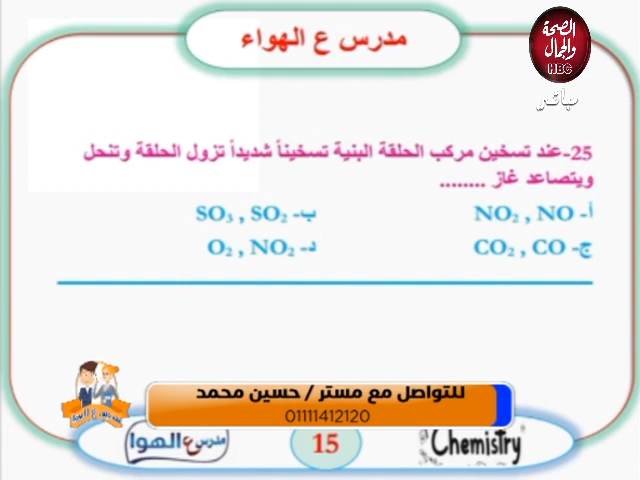 مدرس ع الهواء
الصحة
والجمال
HBC
مباشر
25-عند تسخين مركب الحلقة البنية تسخيناً شديداً تزول الحلقة وتنحل
ويتصاعد غاز ........
أ- NO₂ , NO
ب- SO₃ , SO₂
ج- CO₂ , CO
د- O₂ , NO₂
للتواصل مع مستر / حسين محمد
01111412120
مدرس ع الهوا
15
Chemistry